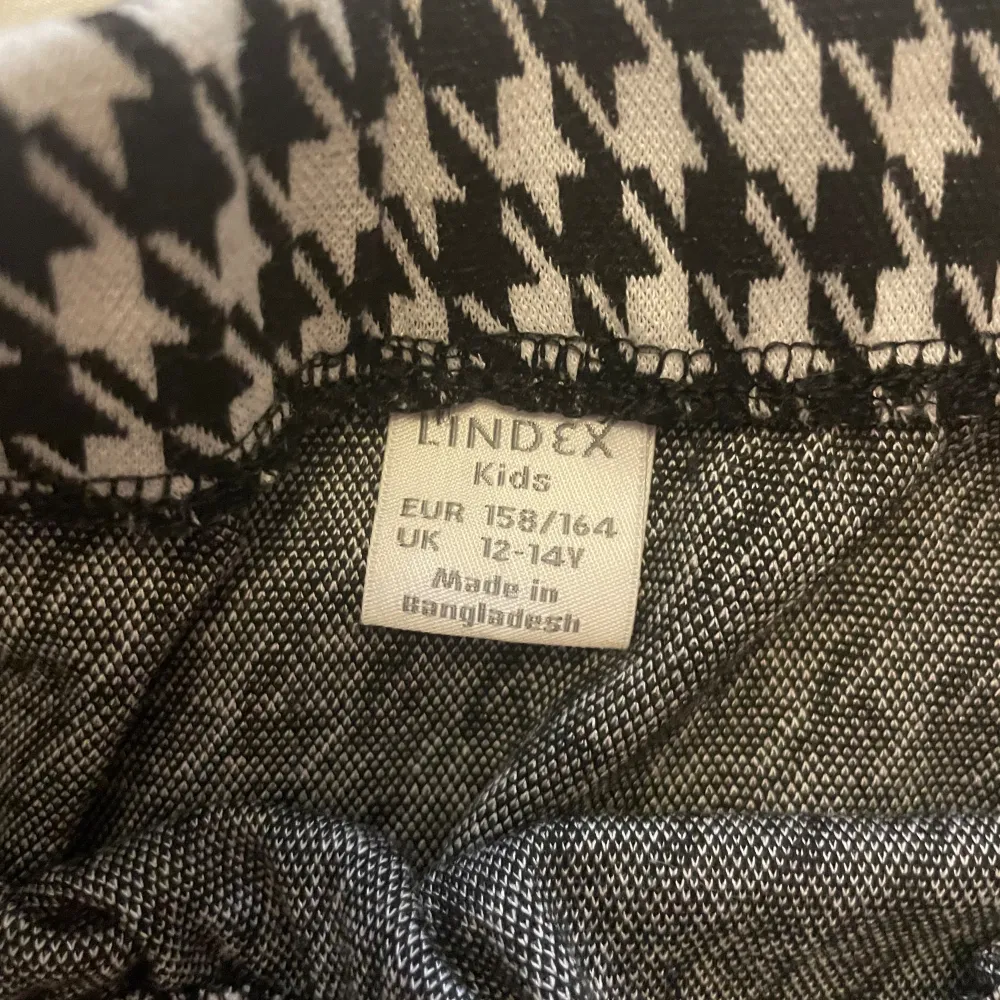 LINDEX
Kids
EUR 158/164
UK 12-14Y
Made in
Bangladesh